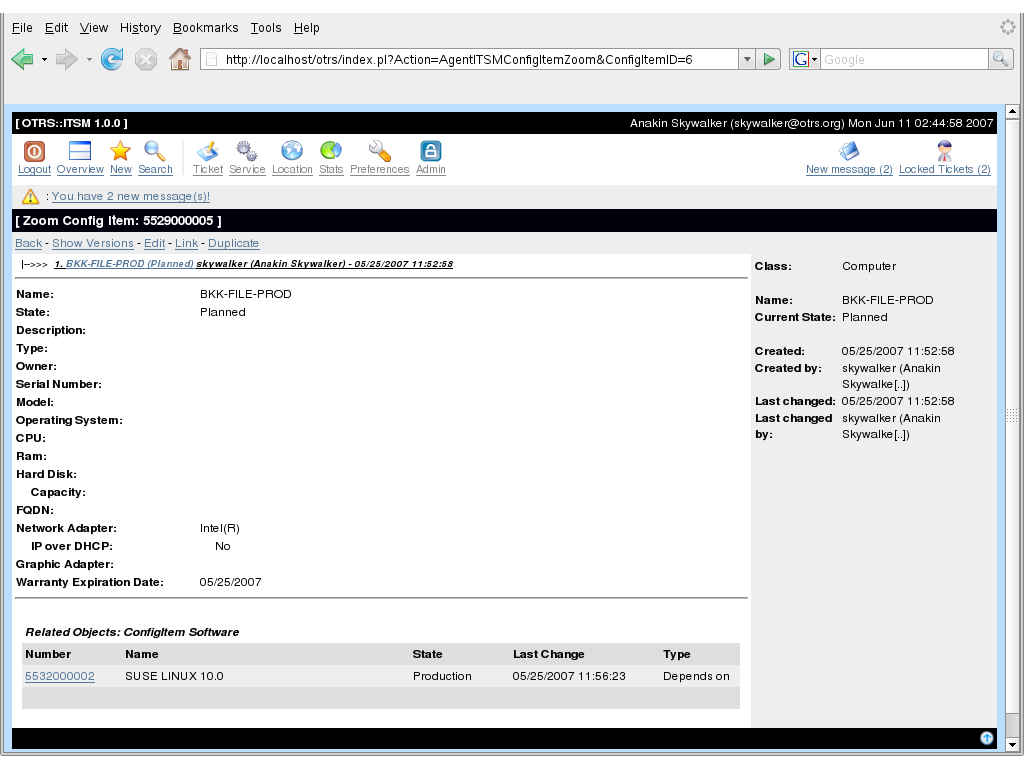 File Edit View History Bookmarks Tools Help
http://localhost/otrs/index.pl?Action=AgentITSMConfigItemZoom&ConfigItemID=6 G Google
[ OTRS::ITSM 1.0.0 ] Anakin Skywalker (skywalker@otrs.org) Mon Jun 11 02:44:58 2007
Logout Overview New Search Ticket Service Location Stats Preferences Admin New message (2) Locked Tickets (2)
: You have 2 new message(s)!
[ Zoom Config Item: 5529000005 ]
Back - Show Versions - Edit - Link - Duplicate
|-->>> 1. BKK-FILE-PROD (Planned) skywalker (Anakin Skywalker) - 05/25/2007 11:52:58
Name: BKK-FILE-PROD
State: Planned
Description:
Type:
Owner:
Serial Number:
Model:
Operating System:
CPU:
Ram:
Hard Disk:
Capacity:
FQDN:
Network Adapter: Intel(R)
IP over DHCP: No
Graphic Adapter:
Warranty Expiration Date: 05/25/2007
Class: Computer
Name: BKK-FILE-PROD
Current State: Planned
Created: 05/25/2007 11:52:58
Created by: skywalker (Anakin
Skywalke[..])
Last changed: 05/25/2007 11:52:58
Last changed skywalker (Anakin
by: Skywalke[..])
Related Objects: ConfigItem Software
Number Name State Last Change Type
5532000002 SUSE LINUX 10.0 Production 05/25/2007 11:56:23 Depends on